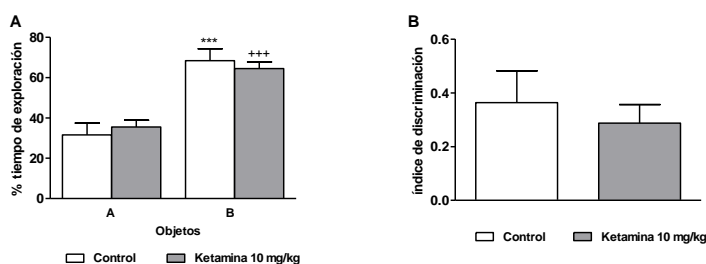 A
% tiempo de exploración
80
60
40
20
0
***
+++
A
B
Objetos
Control
Ketamina 10 mg/kg
B
índice de discriminación
0.6
0.4
0.2
0.0
Control
Ketamina 10 mg/kg